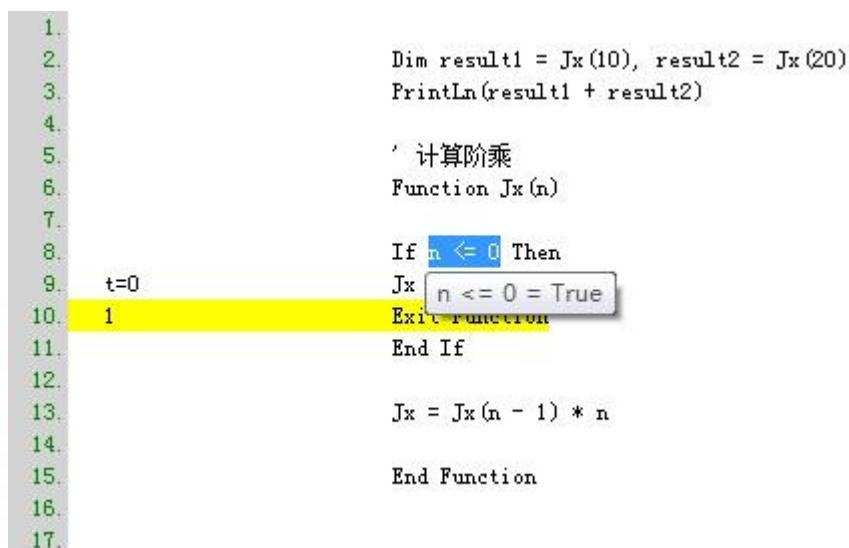 1.
2. Dim result1 = Jx(10), result2 = Jx(20)
3. PrintLn(result1 + result2)
4.
5. ' 计算阶乘
6. Function Jx(n)
7.
8. If n <= 0 Then
9. t=0 Jx
n <= 0 = True
10. 1 Exit Function
11. End If
12.
13. Jx = Jx(n - 1) * n
14.
15. End Function
16.
17.